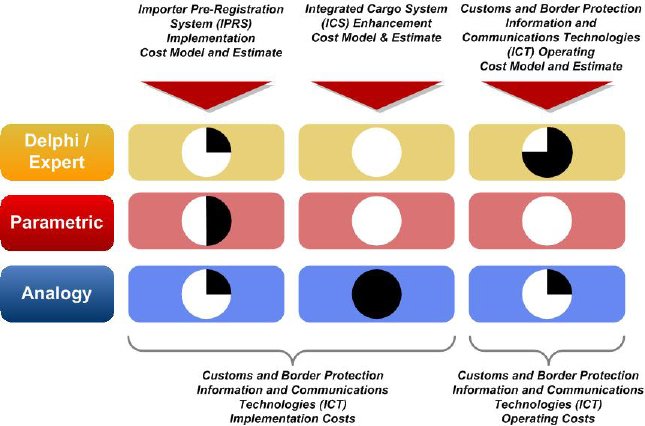 Importer Pre-Registration
System (IPRS)
Implementation
Cost Model and Estimate
Integrated Cargo System
(ICS) Enhancement
Cost Model & Estimate
Customs and Border Protection
Information and
Communications Technologies
(ICT) Operating
Cost Model and Estimate
Delphi /
Expert
Parametric
Analogy
Customs and Border Protection
Information and Communications
Technologies (ICT)
Implementation Costs
Customs and Border Protection
Information and Communications
Technologies (ICT)
Operating Costs